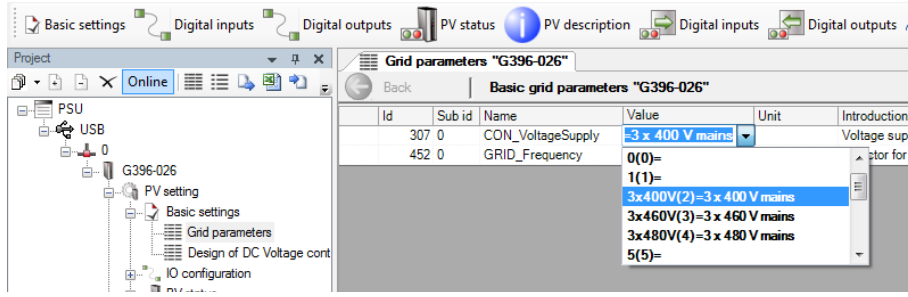 Basic settings Digital inputs Digital outputs PV status PV description Digital inputs Digital outputs
Project
Online
PSU
USB
0
G396-026
PV setting
Basic settings
Grid parameters
Design of DC Voltage cont
IO configuration
PV status
Grid parameters "G396-026"
Back Basic grid parameters "G396-026"
Id Sub id Name Value Unit Introduction
307 0 CON_VoltageSupply =3 x 400 V mains Voltage sup
452 0 GRID_Frequency ctor for
0(0)=
1(1)=
3x400V(2)=3 x 400 V mains
3x460V(3)=3 x 460 V mains
3x480V(4)=3 x 480 V mains
5(5)=